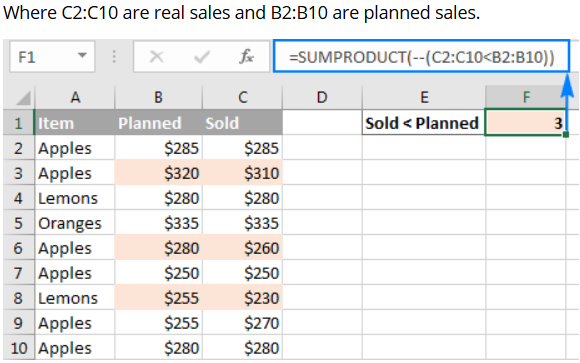 Where C2:C10 are real sales and B2:B10 are planned sales.
F1 fx =SUMPRODUCT(--(C2:C10<B2:B10))
A B C D E F
1 Item Planned Sold Sold < Planned 3
2 Apples $285 $285
3 Apples $320 $310
4 Lemons $280 $280
5 Oranges $335 $335
6 Apples $280 $260
7 Apples $250 $250
8 Lemons $255 $230
9 Apples $255 $270
10 Apples $280 $280